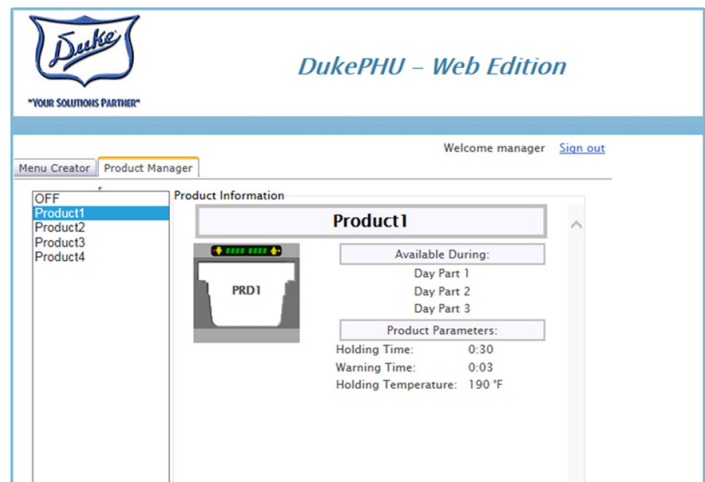 Duke
"YOUR SOLUTIONS PARTNER"
DukePHU – Web Edition
Welcome manager Sign out
Menu Creator Product Manager
OFF
Product1
Product2
Product3
Product4
Product Information
Product1
PRD1
Available During:
Day Part 1
Day Part 2
Day Part 3
Product Parameters:
Holding Time: 0:30
Warning Time: 0:03
Holding Temperature: 190 °F